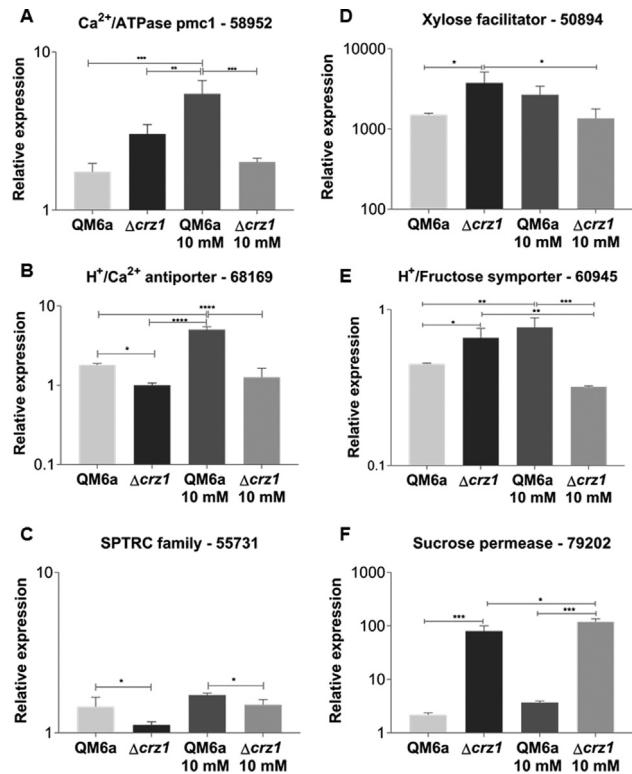 A
Ca2+/ATPase pmc1 - 58952
Relative expression
10
1
***
**
***
QM6a
Δcrz1
QM6a 10 mM
Δcrz1 10 mM
B
H+/Ca2+ antiporter - 68169
Relative expression
10
1
0.1
****
****
*
QM6a
Δcrz1
QM6a 10 mM
Δcrz1 10 mM
C
SPTRC family - 55731
Relative expression
10
1
*
*
QM6a
Δcrz1
QM6a 10 mM
Δcrz1 10 mM
D
Xylose facilitator - 50894
Relative expression
10000
1000
100
*
*
QM6a
Δcrz1
QM6a 10 mM
Δcrz1 10 mM
E
H+/Fructose symporter - 60945
Relative expression
1
0.1
**
***
**
*
QM6a
Δcrz1
QM6a 10 mM
Δcrz1 10 mM
F
Sucrose permease - 79202
Relative expression
1000
100
10
1
*
***
***
QM6a
Δcrz1
QM6a 10 mM
Δcrz1 10 mM